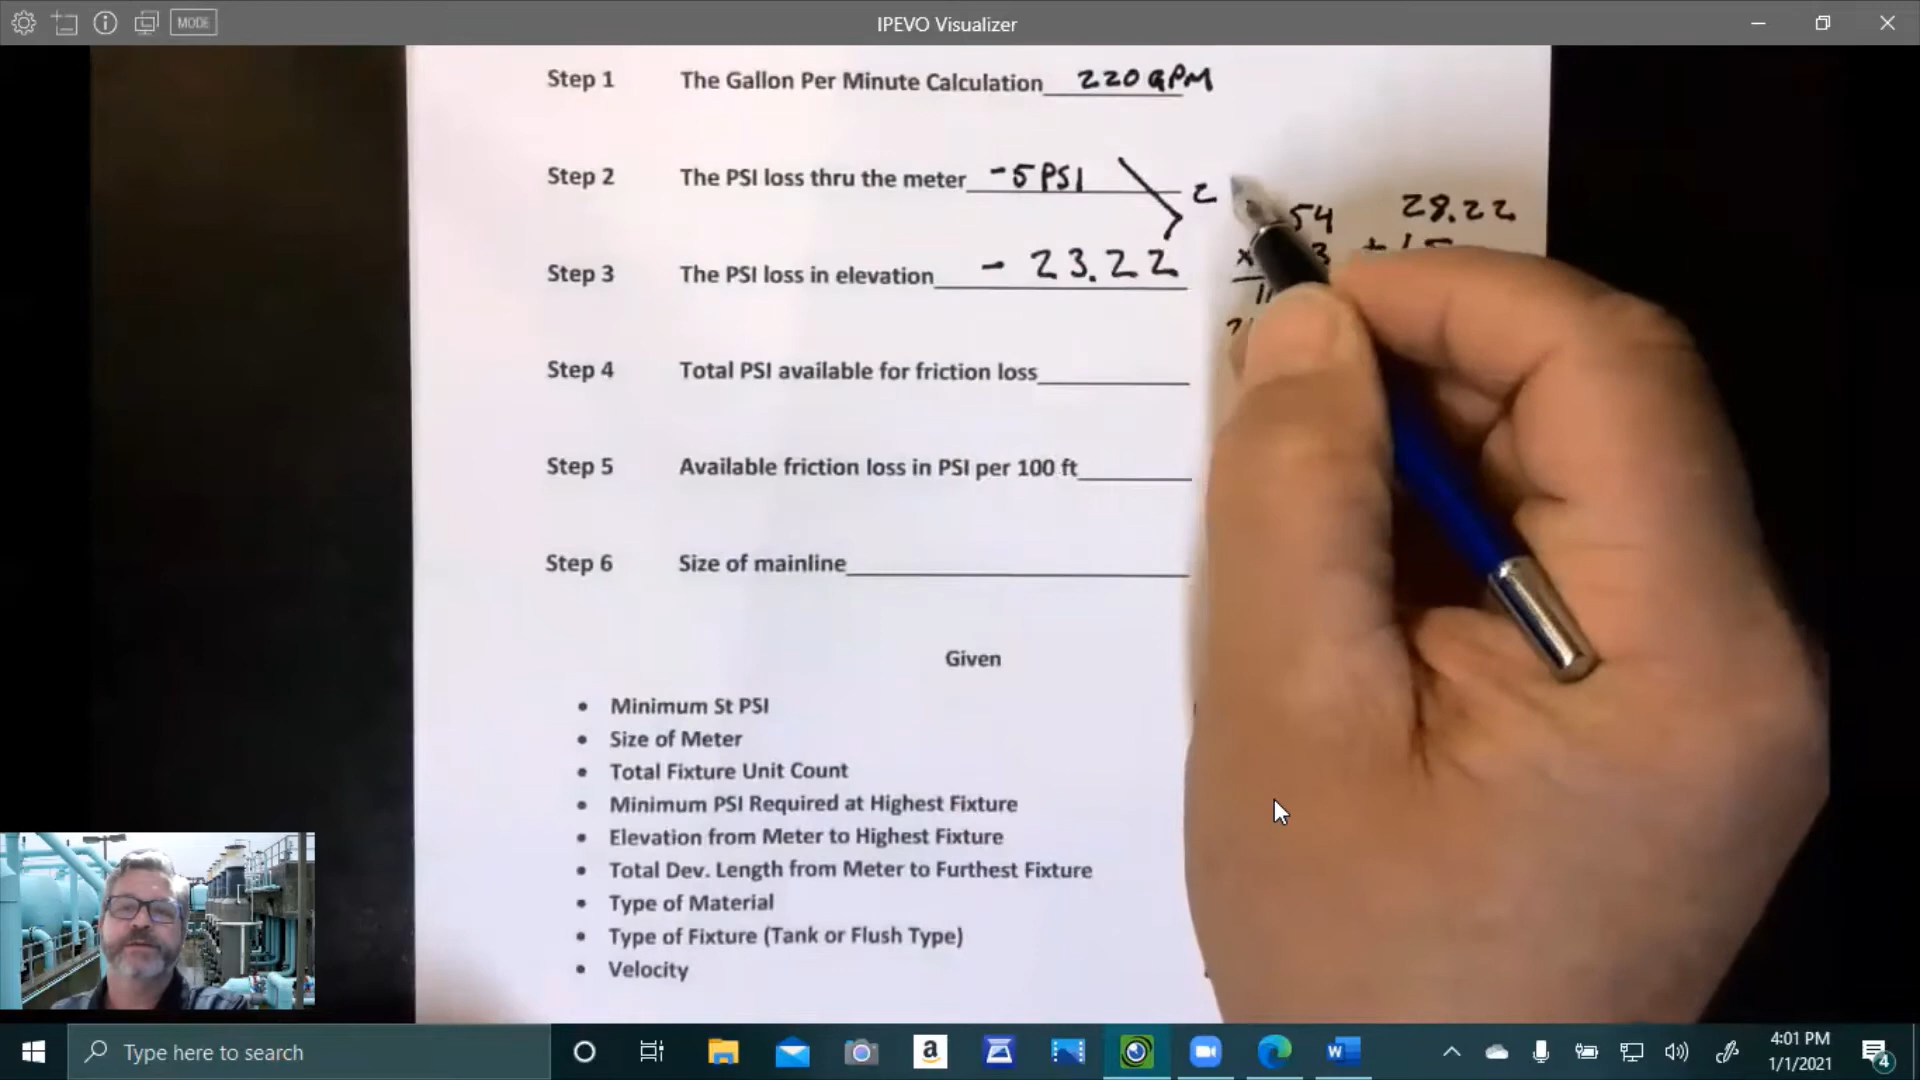 MODE
IPEVO Visualizer
Step 1 The Gallon Per Minute Calculation 220 GPM
Step 2 The PSI loss thru the meter -5 PSI
2
54 28.22
Step 3 The PSI loss in elevation - 23.22
Step 4 Total PSI available for friction loss
Step 5 Available friction loss in PSI per 100 ft
Step 6 Size of mainline
Given
• Minimum St PSI
• Size of Meter
• Total Fixture Unit Count
• Minimum PSI Required at Highest Fixture
• Elevation from Meter to Highest Fixture
• Total Dev. Length from Meter to Furthest Fixture
• Type of Material
• Type of Fixture (Tank or Flush Type)
• Velocity
Type here to search
4:01 PM
1/1/2021
4